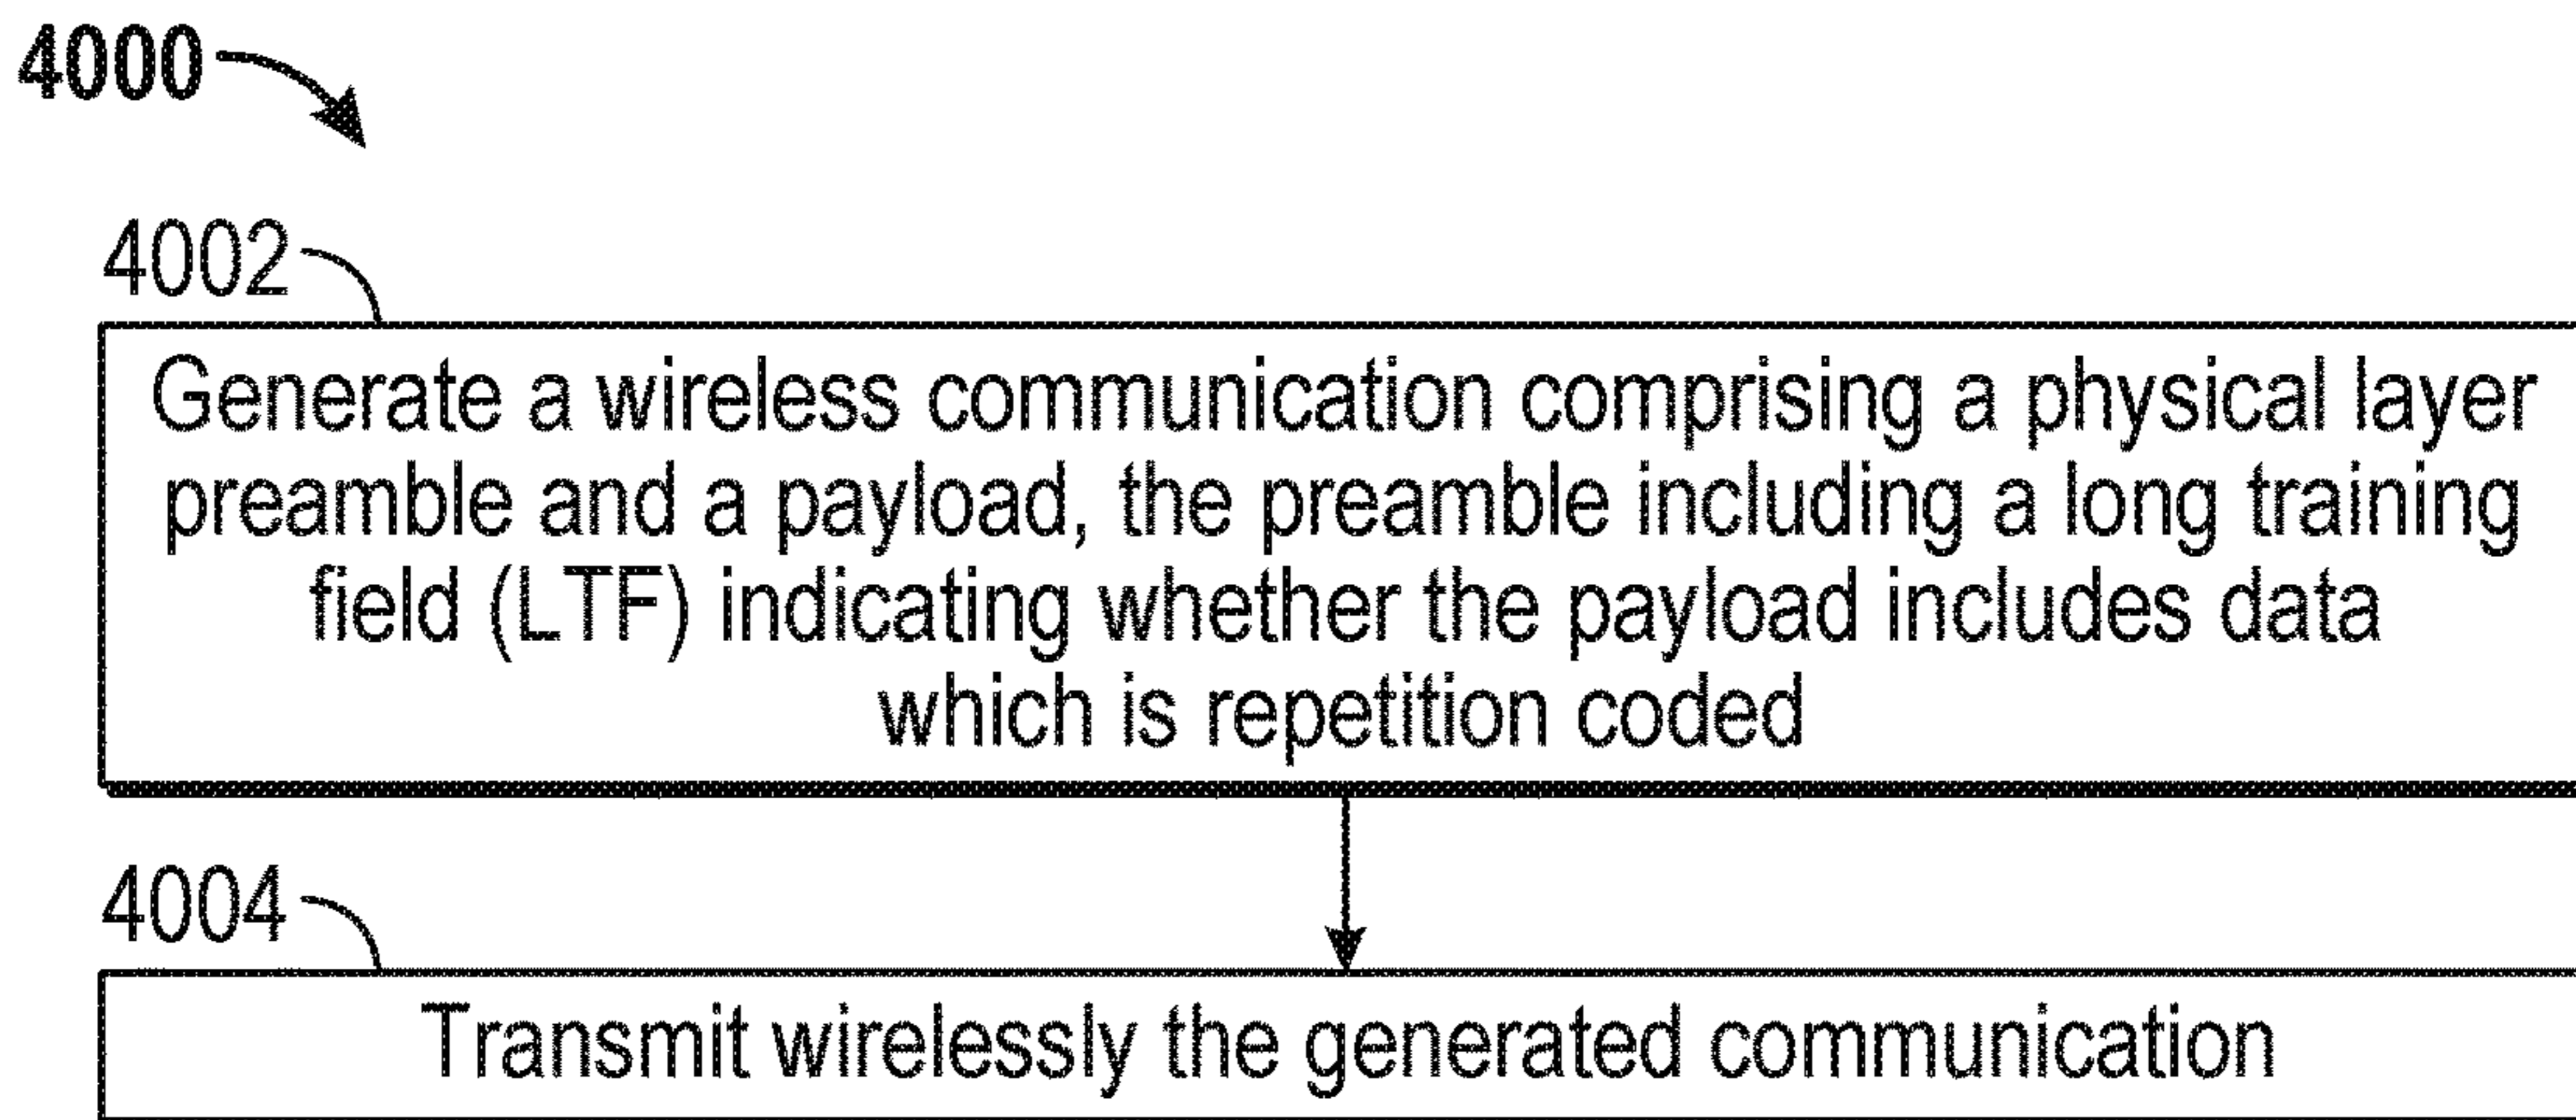 4000
4002
Generate a wireless communication comprising a physical layer
preamble and a payload, the preamble including a long training
field (LTF) indicating whether the payload includes data
which is repetition coded
4004
Transmit wirelessly the generated communication